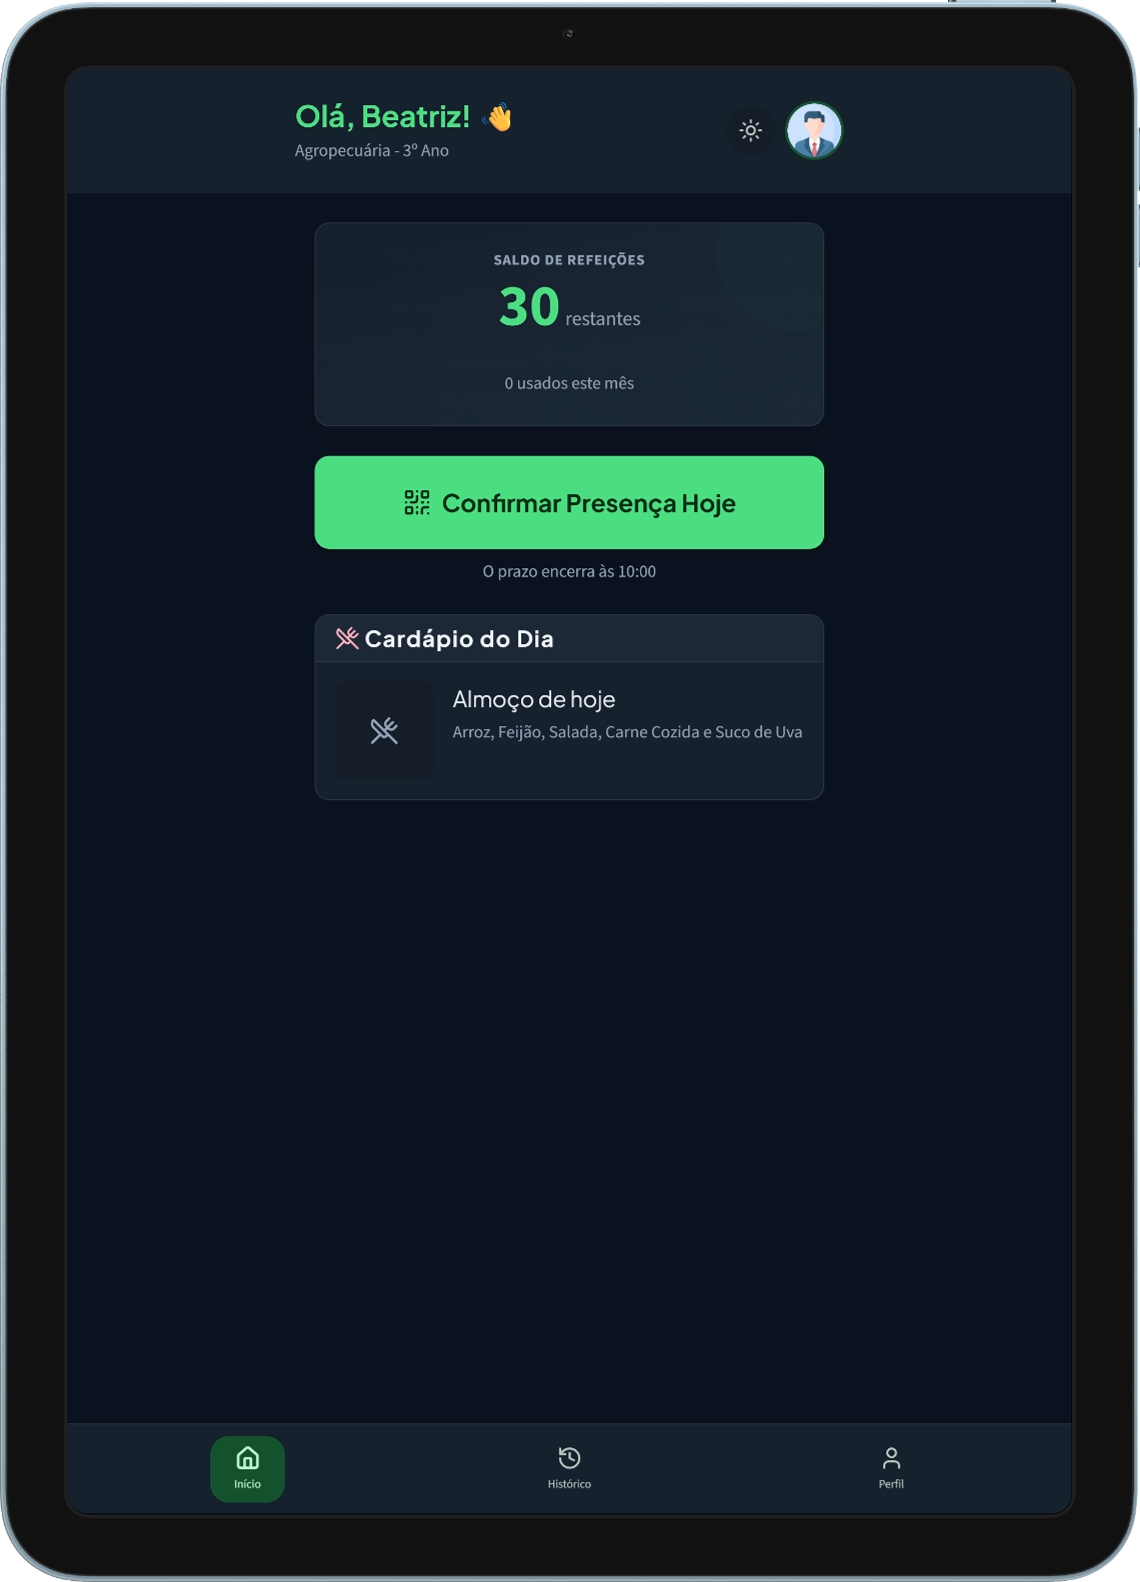 Olá, Beatriz! 👋
Agropecuária - 3º Ano
SALDO DE REFEIÇÕES
30 restantes
0 usados este mês
Confirmar Presença Hoje
O prazo encerra às 10:00
Cardápio do Dia
Almoço de hoje
Arroz, Feijão, Salada, Carne Cozida e Suco de Uva
Início
Histórico
Perfil